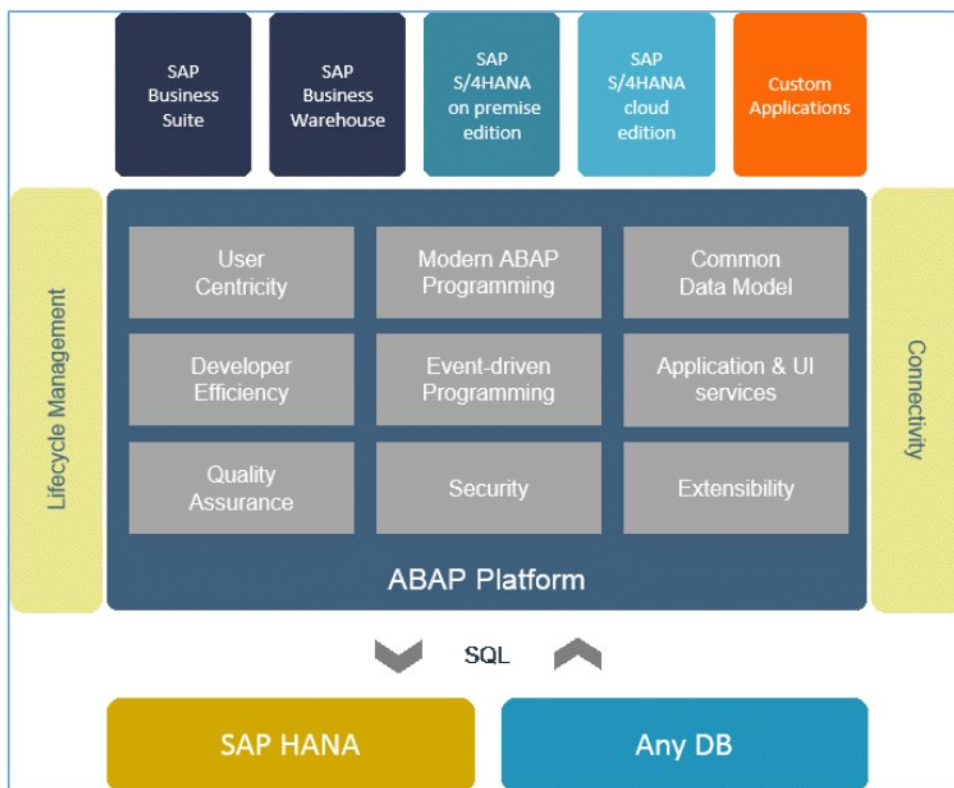 SAP
Business
Suite
SAP
Business
Warehouse
SAP
S/4HANA
on premise
edition
SAP
S/4HANA
cloud
edition
Custom
Applications
Lifecycle Management
User
Centricity
Modern ABAP
Programming
Common
Data Model
Developer
Efficiency
Event-driven
Programming
Application & UI
services
Quality
Assurance
Security
Extensibility
ABAP Platform
Connectivity
SQL
SAP HANA
Any DB